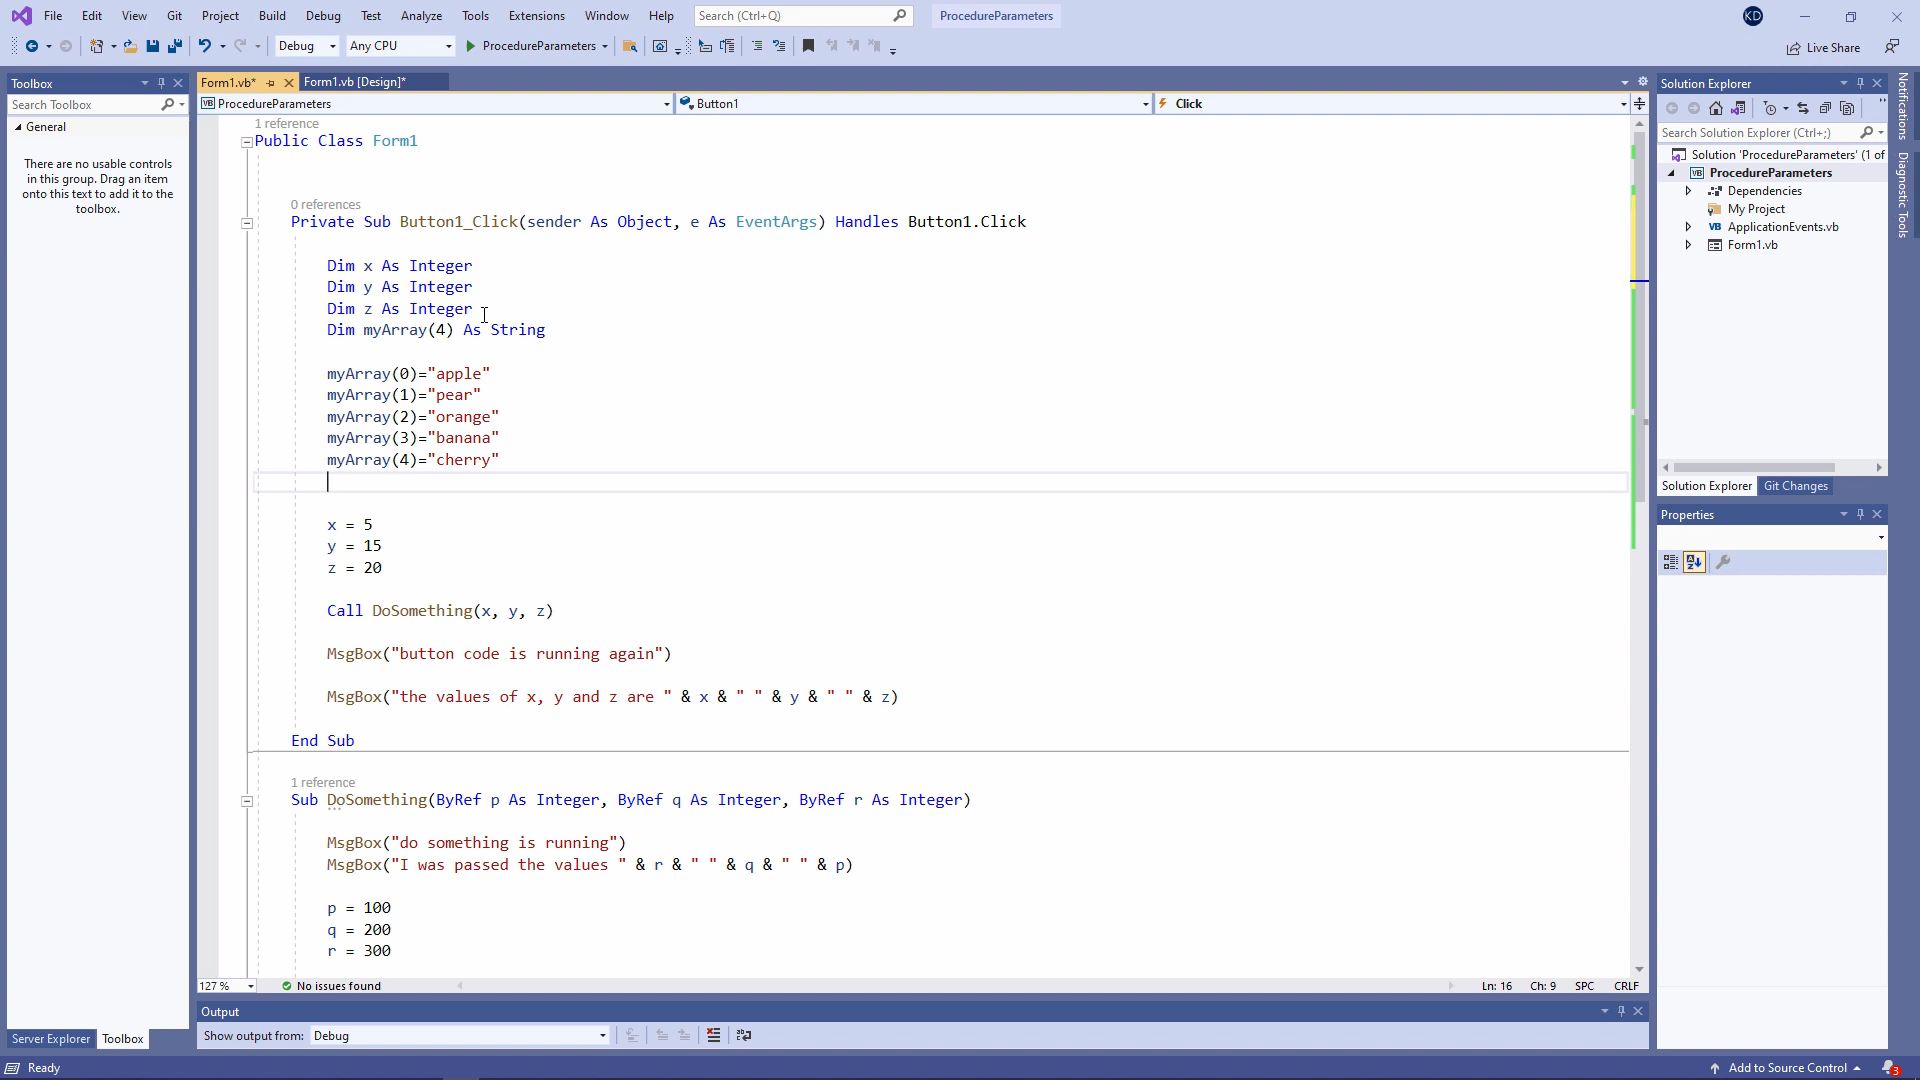 File Edit View Git Project Build Debug Test Analyze Tools Extensions Window Help Search (Ctrl+Q) ProcedureParameters KD
Debug Any CPU ProcedureParameters Live Share
Toolbox
Search Toolbox
General
There are no usable controls
in this group. Drag an item
onto this text to add it to the
toolbox.
Server Explorer Toolbox
Form1.vb* Form1.vb [Design]*
VB ProcedureParameters Button1 Click
1 reference
Public Class Form1
0 references
Private Sub Button1_Click(sender As Object, e As EventArgs) Handles Button1.Click
Dim x As Integer
Dim y As Integer
Dim z As Integer
Dim myArray(4) As String
myArray(0)="apple"
myArray(1)="pear"
myArray(2)="orange"
myArray(3)="banana"
myArray(4)="cherry"
x = 5
y = 15
z = 20
Call DoSomething(x, y, z)
MsgBox("button code is running again")
MsgBox("the values of x, y and z are " & x & " " & y & " " & z)
End Sub
1 reference
Sub DoSomething(ByRef p As Integer, ByRef q As Integer, ByRef r As Integer)
MsgBox("do something is running")
MsgBox("I was passed the values " & r & " " & q & " " & p)
p = 100
q = 200
r = 300
127 % No issues found Ln: 16 Ch: 9 SPC CRLF
Output
Show output from: Debug
Solution Explorer
Search Solution Explorer (Ctrl+;)
Solution 'ProcedureParameters' (1 of
VB ProcedureParameters
Dependencies
My Project
VB ApplicationEvents.vb
Form1.vb
Solution Explorer Git Changes
Properties
Notifications
Diagnostic Tools
Ready Add to Source Control 3